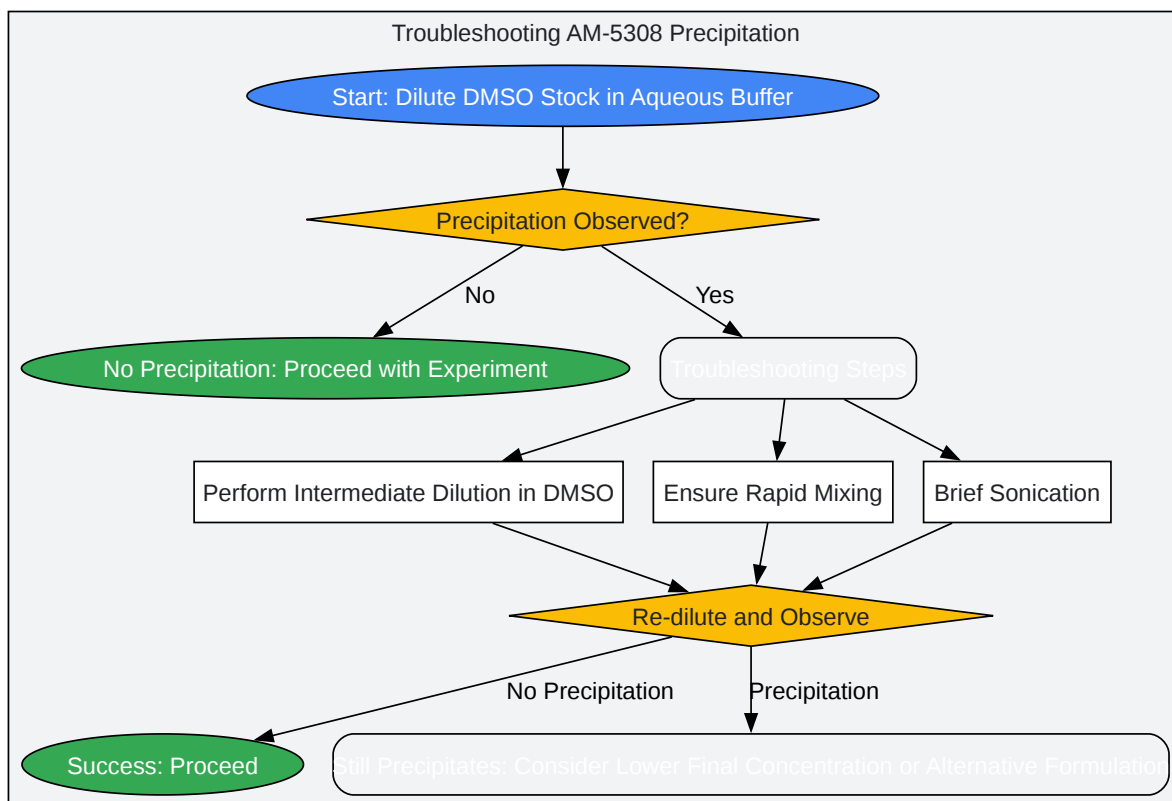 Troubleshooting AM-5308 Precipitation
Start: Dilute DMSO Stock in Aqueous Buffer
Precipitation Observed?
No
Yes
No Precipitation: Proceed with Experiment
Troubleshooting Steps
Perform Intermediate Dilution in DMSO
Ensure Rapid Mixing
Brief Sonication
Re-dilute and Observe
No Precipitation
Precipitation
Success: Proceed
Still Precipitates: Consider Lower Final Concentration or Alternative Formulation